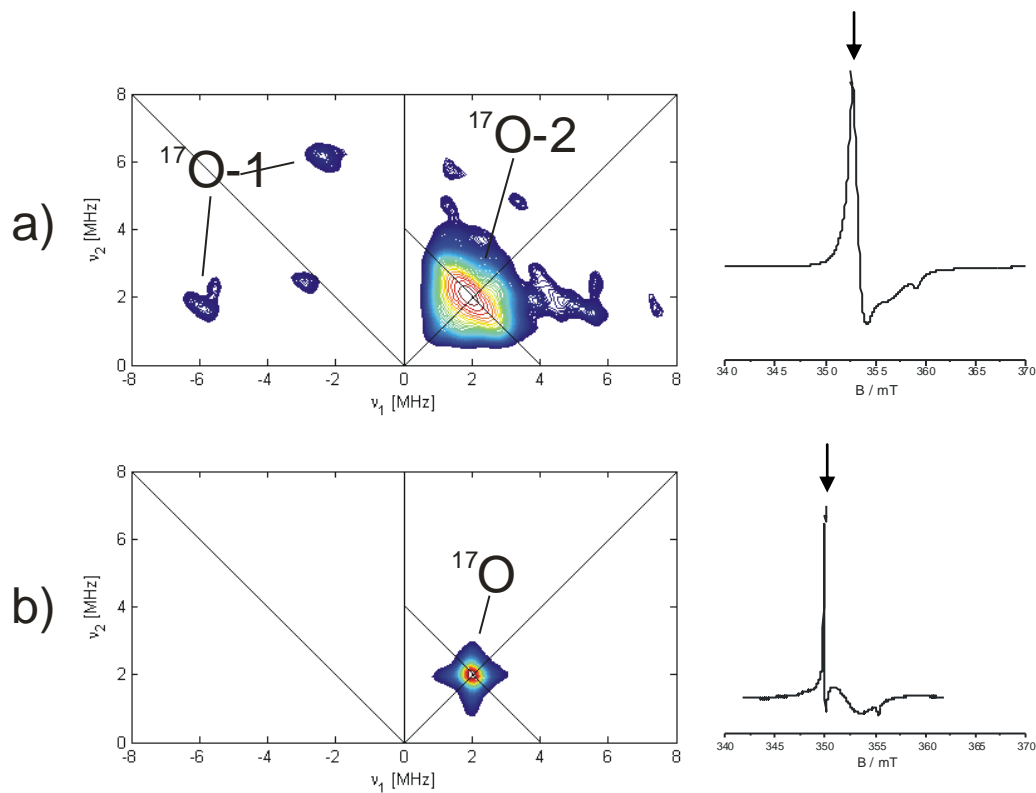 a)
¹⁷O-1
¹⁷O-2
8
6
4
2
0
ν₂ [MHz]
-8 -6 -4 -2 0 2 4 6 8
ν₁ [MHz]
340 345 350 355 360 365 370
B / mT
b)
¹⁷O
8
6
4
2
0
ν₂ [MHz]
-8 -6 -4 -2 0 2 4 6 8
ν₁ [MHz]
340 345 350 355 360 365 370
B / mT